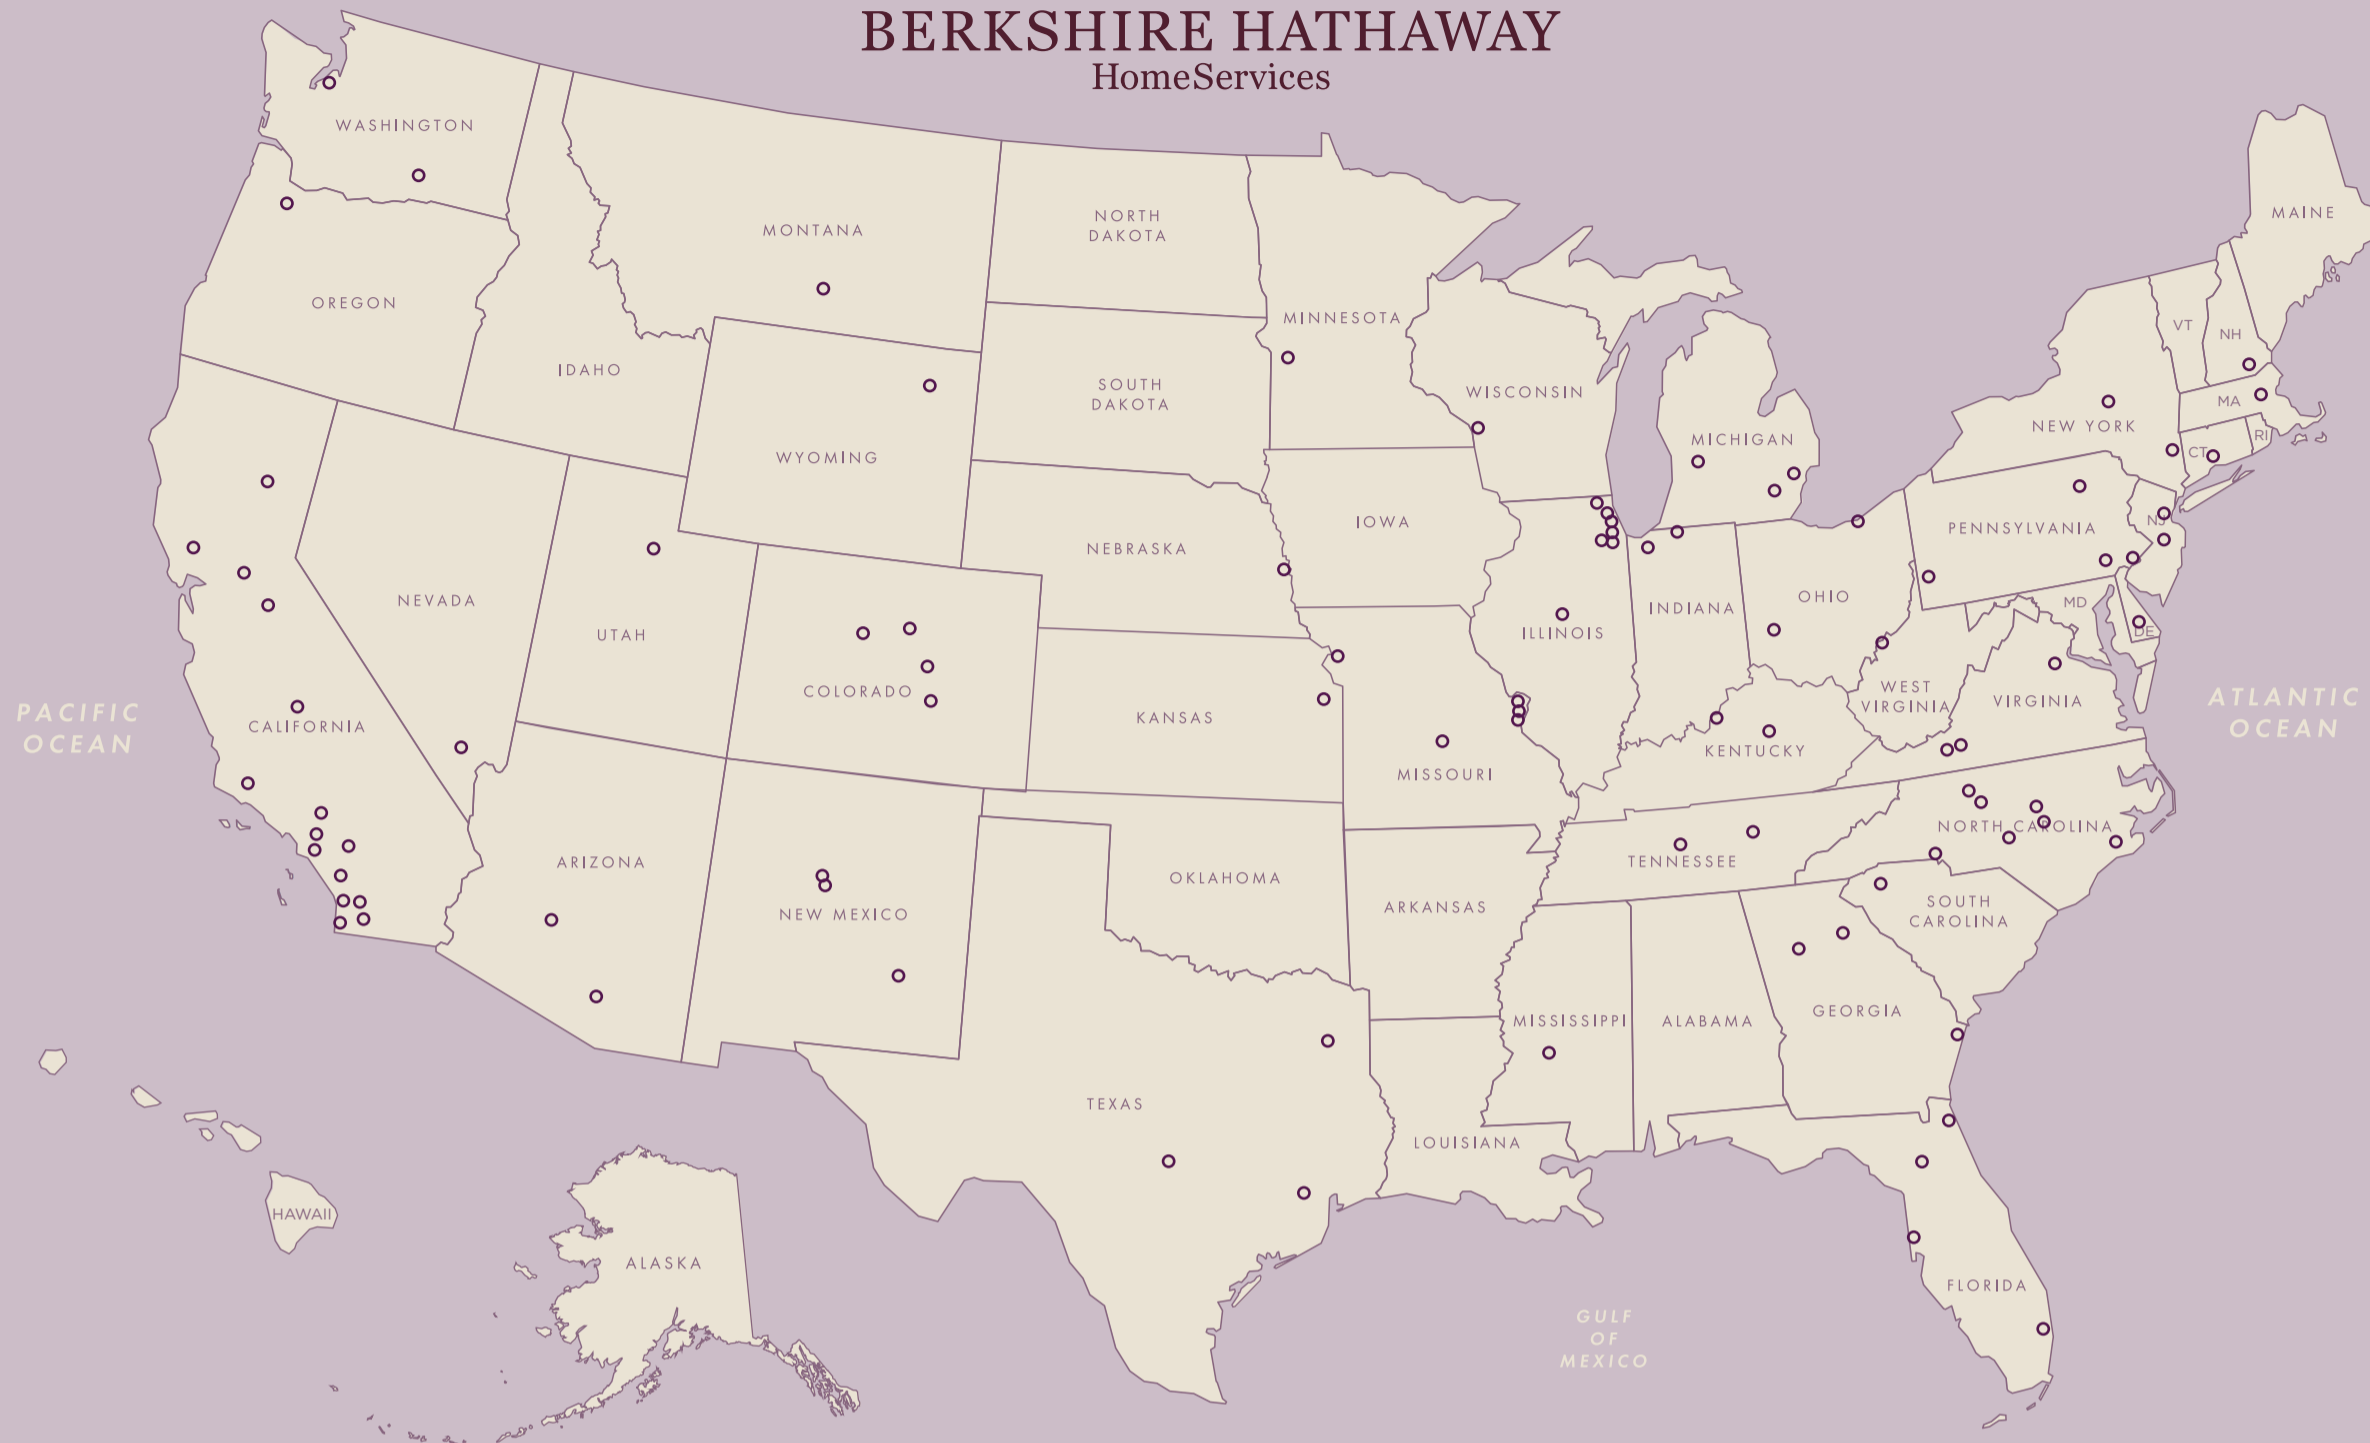 BERKSHIRE HATHAWAY
HomeServices
WASHINGTON
MONTANA
NORTH
DAKOTA
MAINE
OREGON
MINNESOTA
VT
NH
IDAHO
SOUTH
DAKOTA
WISCONSIN
MA
WYOMING
MICHIGAN
NEW YORK
RI
CT
IOWA
PENNSYLVANIA
NJ
NEBRASKA
NEVADA
INDIANA
OHIO
MD
UTAH
ILLINOIS
DE
COLORADO
WEST
VIRGINIA
VIRGINIA
PACIFIC
OCEAN
ATLANTIC
OCEAN
CALIFORNIA
KANSAS
KENTUCKY
MISSOURI
NORTH CAROLINA
ARIZONA
TENNESSEE
OKLAHOMA
NEW MEXICO
ARKANSAS
SOUTH
CAROLINA
MISSISSIPPI
ALABAMA
GEORGIA
TEXAS
LOUISIANA
HAWAII
ALASKA
FLORIDA
GULF
OF
MEXICO